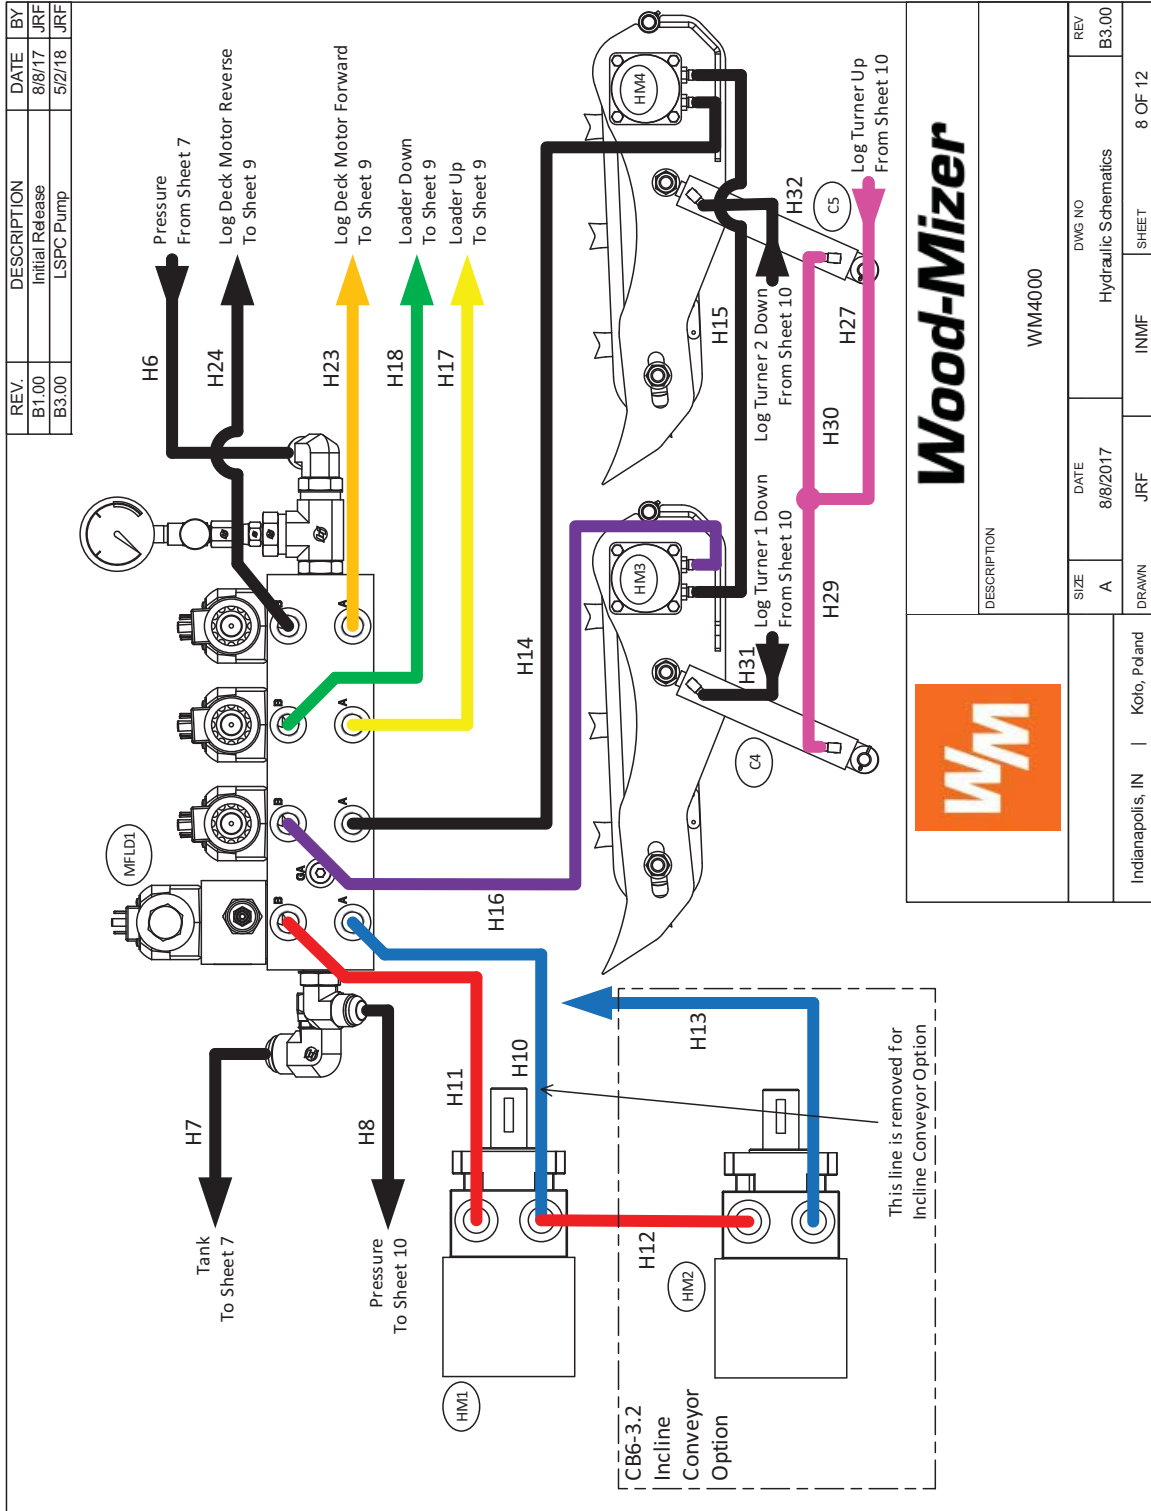 REV.	DESCRIPTION	DATE	BY
B1.00	Initial Release	8/8/17	JRF
B3.00	LSPC Pump	5/2/18	JRF
Pressure
From Sheet 7
H6
Log Deck Motor Reverse
To Sheet 9
H24
Log Deck Motor Forward
To Sheet 9
H23
Loader Down
To Sheet 9
H18
Loader Up
To Sheet 9
H17
MFLD1
B
A
B
A
GA
B
A
A
Tank
To Sheet 7
H7
Pressure
To Sheet 10
H8
H11
H10
H16
H14
H15
HM4
HM3
HM1
H12
H13
HM2
CB6-3.2
Incline
Conveyor
Option
This line is removed for
Incline Conveyor Option
Log Turner 1 Down
From Sheet 10
H31
C4
H29
Log Turner 2 Down
From Sheet 10
H32
C5
H30
H27
Log Turner Up
From Sheet 10
WM
Wood-Mizer
DESCRIPTION
WM4000
SIZE
A
DATE
8/8/2017
DWG NO
Hydraulic Schematics
REV
B3.00
Indianapolis, IN | Koło, Poland
DRAWN
JRF
INMF
SHEET
8 OF 12